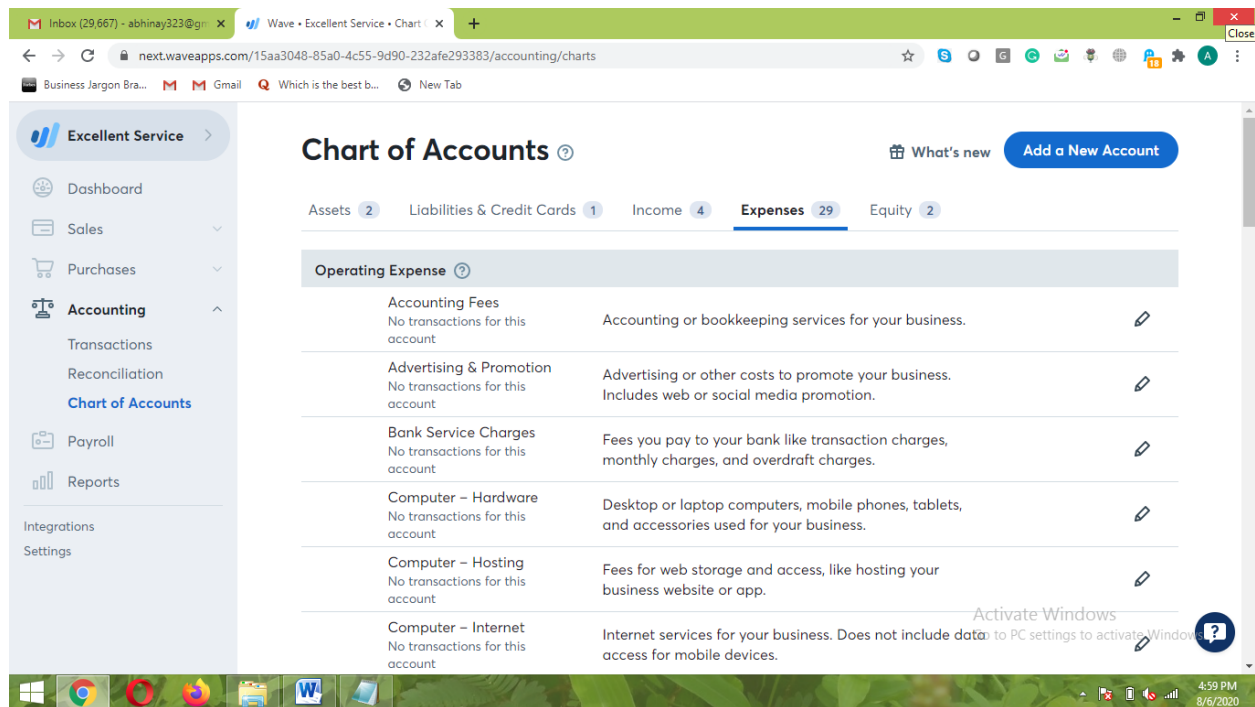 Inbox (29,667) - abhinay323@gm
Wave • Excellent Service • Chart
Close
next.waveapps.com/15aa3048-85a0-4c55-9d90-232afe293383/accounting/charts
18
A
Business Jargon Bra...
Gmail
Which is the best b...
New Tab
Excellent Service
Dashboard
Sales
Purchases
Accounting
Transactions
Reconciliation
Chart of Accounts
Payroll
Reports
Integrations
Settings
Chart of Accounts
What's new
Add a New Account
Assets 2
Liabilities & Credit Cards 1
Income 4
Expenses 29
Equity 2
Operating Expense
Accounting Fees
No transactions for this
account
Accounting or bookkeeping services for your business.
Advertising & Promotion
No transactions for this
account
Advertising or other costs to promote your business.
Includes web or social media promotion.
Bank Service Charges
No transactions for this
account
Fees you pay to your bank like transaction charges,
monthly charges, and overdraft charges.
Computer – Hardware
No transactions for this
account
Desktop or laptop computers, mobile phones, tablets,
and accessories used for your business.
Computer – Hosting
No transactions for this
account
Fees for web storage and access, like hosting your
business website or app.
Computer – Internet
No transactions for this
account
Internet services for your business. Does not include data
access for mobile devices.
Activate Windows
Go to PC settings to activate Windows
4:59 PM
8/6/2020